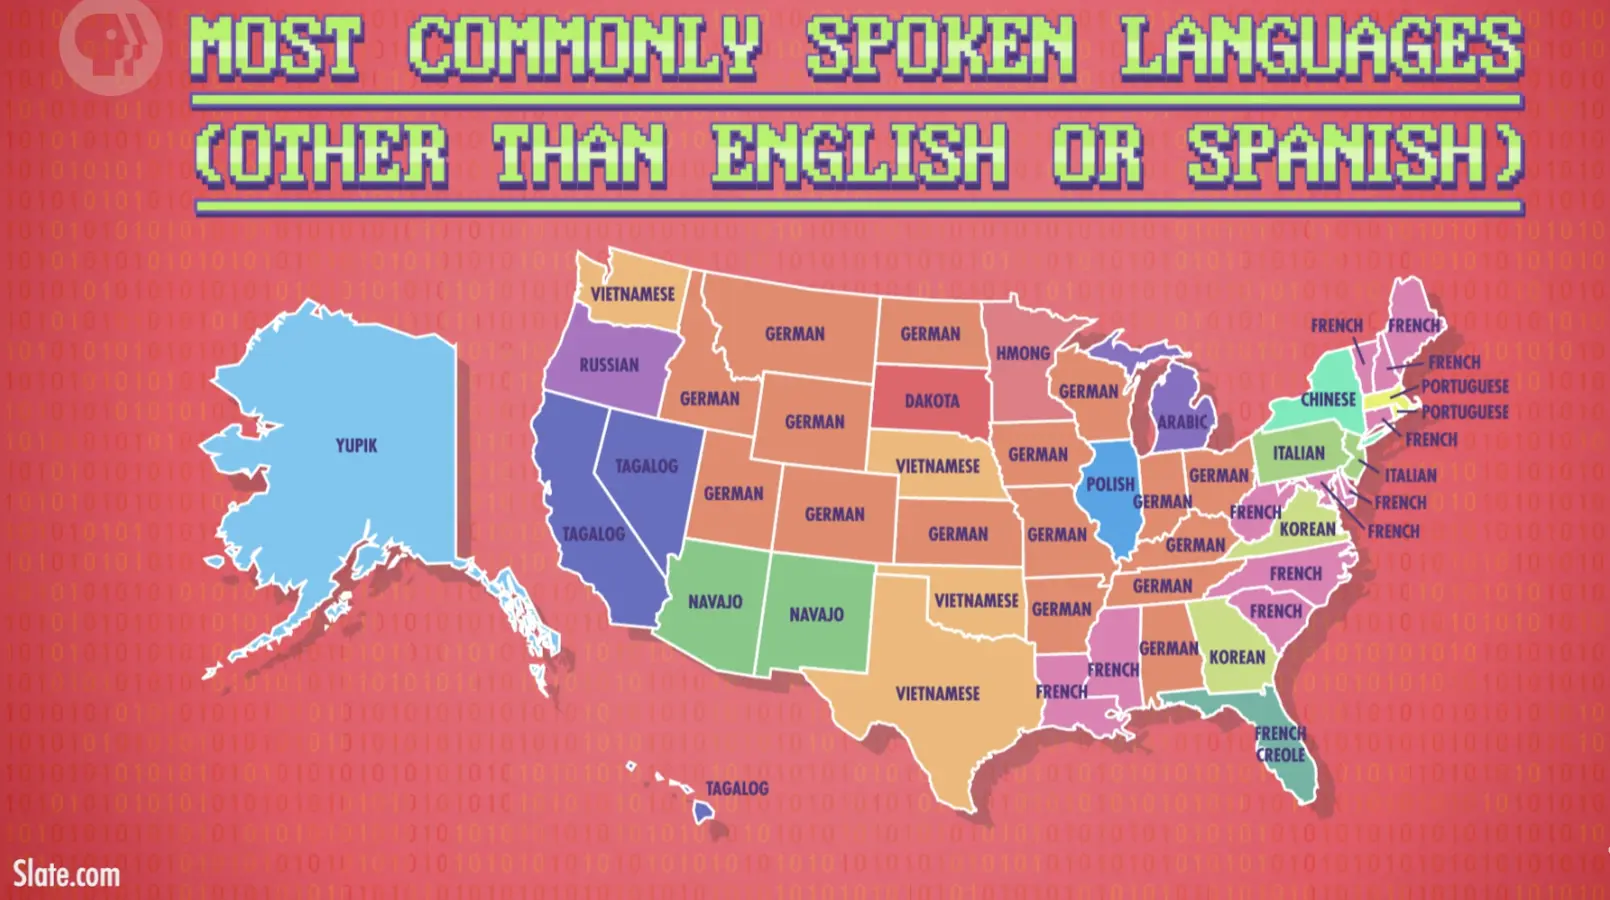 MOST COMMONLY SPOKEN LANGUAGES
(OTHER THAN ENGLISH OR SPANISH)
VIETNAMESE
RUSSIAN
GERMAN
GERMAN
GERMAN
GERMAN
DAKOTA
HMONG
GERMAN
ARABIC
FRENCH
FRENCH
FRENCH
PORTUGUESE
PORTUGUESE
FRENCH
CHINESE
YUPIK
TAGALOG
TAGALOG
GERMAN
GERMAN
VIETNAMESE
GERMAN
GERMAN
GERMAN
POLISH
GERMAN
GERMAN
ITALIAN
ITALIAN
FRENCH
FRENCH
FRENCH
KOREAN
GERMAN
NAVAJO
NAVAJO
VIETNAMESE
GERMAN
GERMAN
FRENCH
FRENCH
VIETNAMESE
FRENCH
FRENCH
GERMAN
KOREAN
FRENCH
CREOLE
TAGALOG
Slate.com